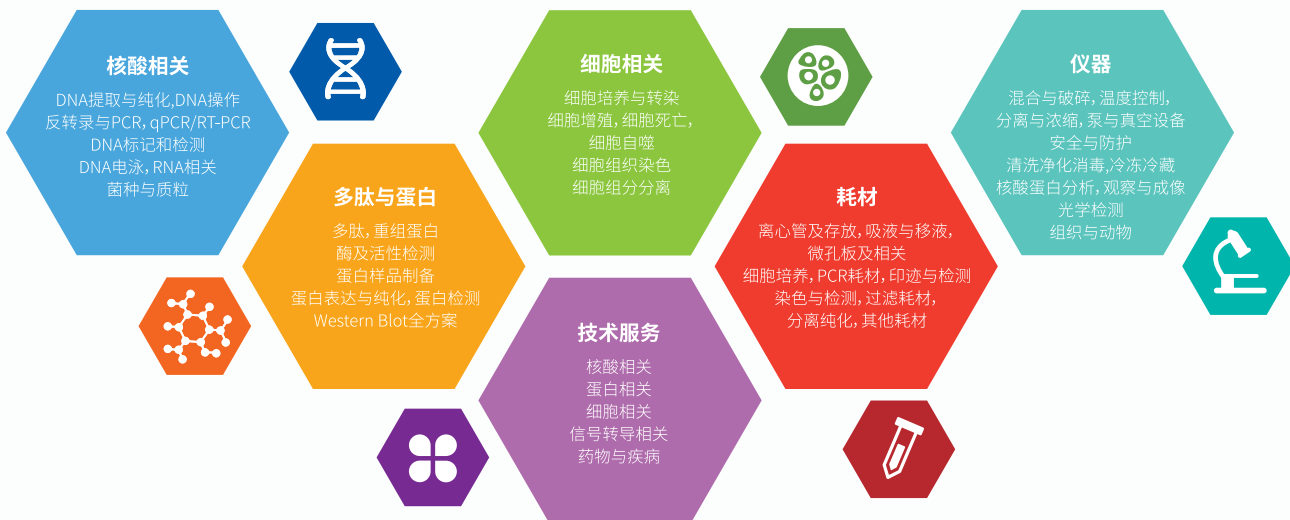 核酸相关
DNA提取与纯化,DNA操作
反转录与PCR, qPCR/RT-PCR
DNA标记和检测
DNA电泳, RNA相关
菌种与质粒
多肽与蛋白
多肽, 重组蛋白
酶及活性检测
蛋白样品制备
蛋白表达与纯化, 蛋白检测
Western Blot全方案
细胞相关
细胞培养与转染
细胞增殖, 细胞死亡,
细胞自噬
细胞组织染色
细胞组分分离
技术服务
核酸相关
蛋白相关
细胞相关
信号转导相关
药物与疾病
耗材
离心管及存放, 吸液与移液,
微孔板及相关
细胞培养, PCR耗材, 印迹与检测
染色与检测, 过滤耗材,
分离纯化, 其他耗材
仪器
混合与破碎, 温度控制,
分离与浓缩, 泵与真空设备
安全与防护
清洗净化消毒,冷冻冷藏
核酸蛋白分析, 观察与成像
光学检测
组织与动物